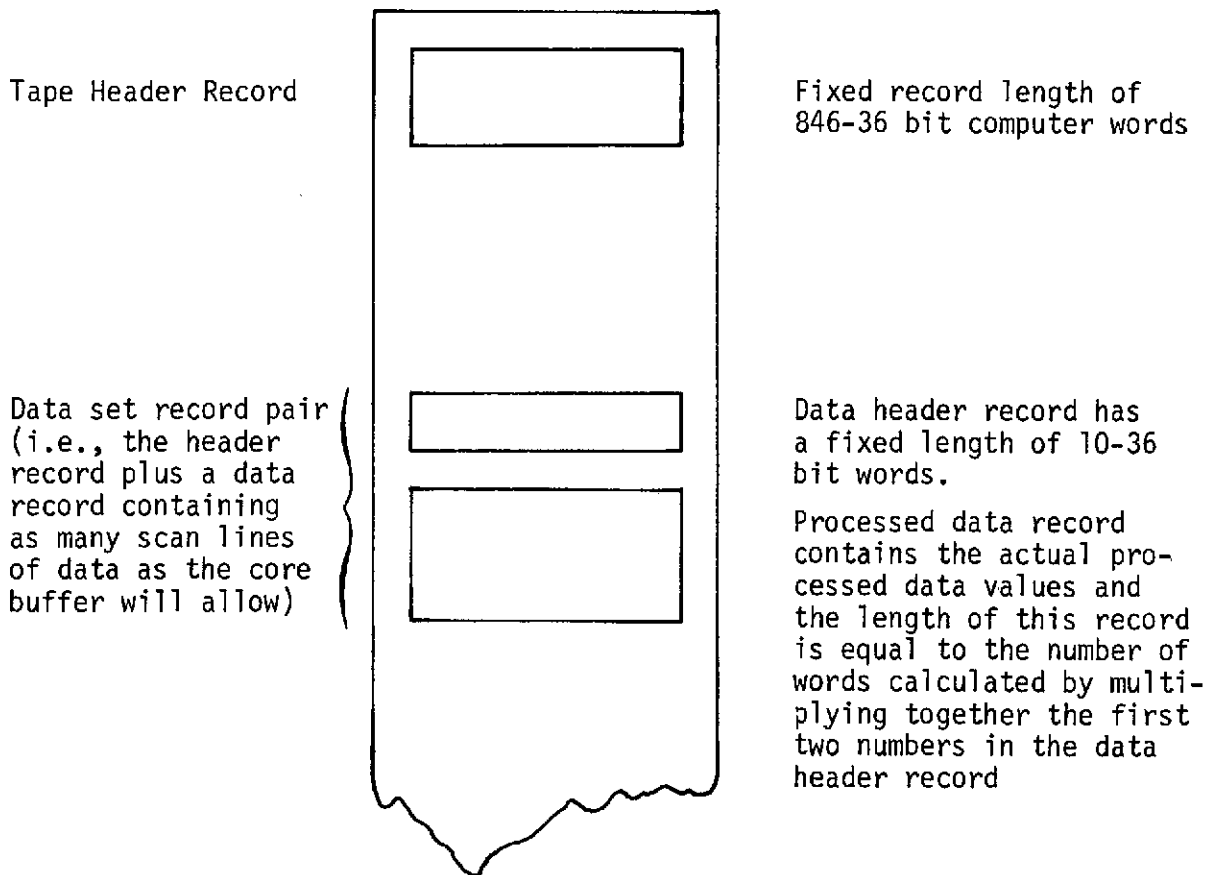 Tape Header Record
Fixed record length of
846-36 bit computer words
Data set record pair
(i.e., the header
record plus a data
record containing
as many scan lines
of data as the core
buffer will allow)
Data header record has
a fixed length of 10-36
bit words.
Processed data record
contains the actual pro-
cessed data values and
the length of this record
is equal to the number of
words calculated by multi-
plying together the first
two numbers in the data
header record